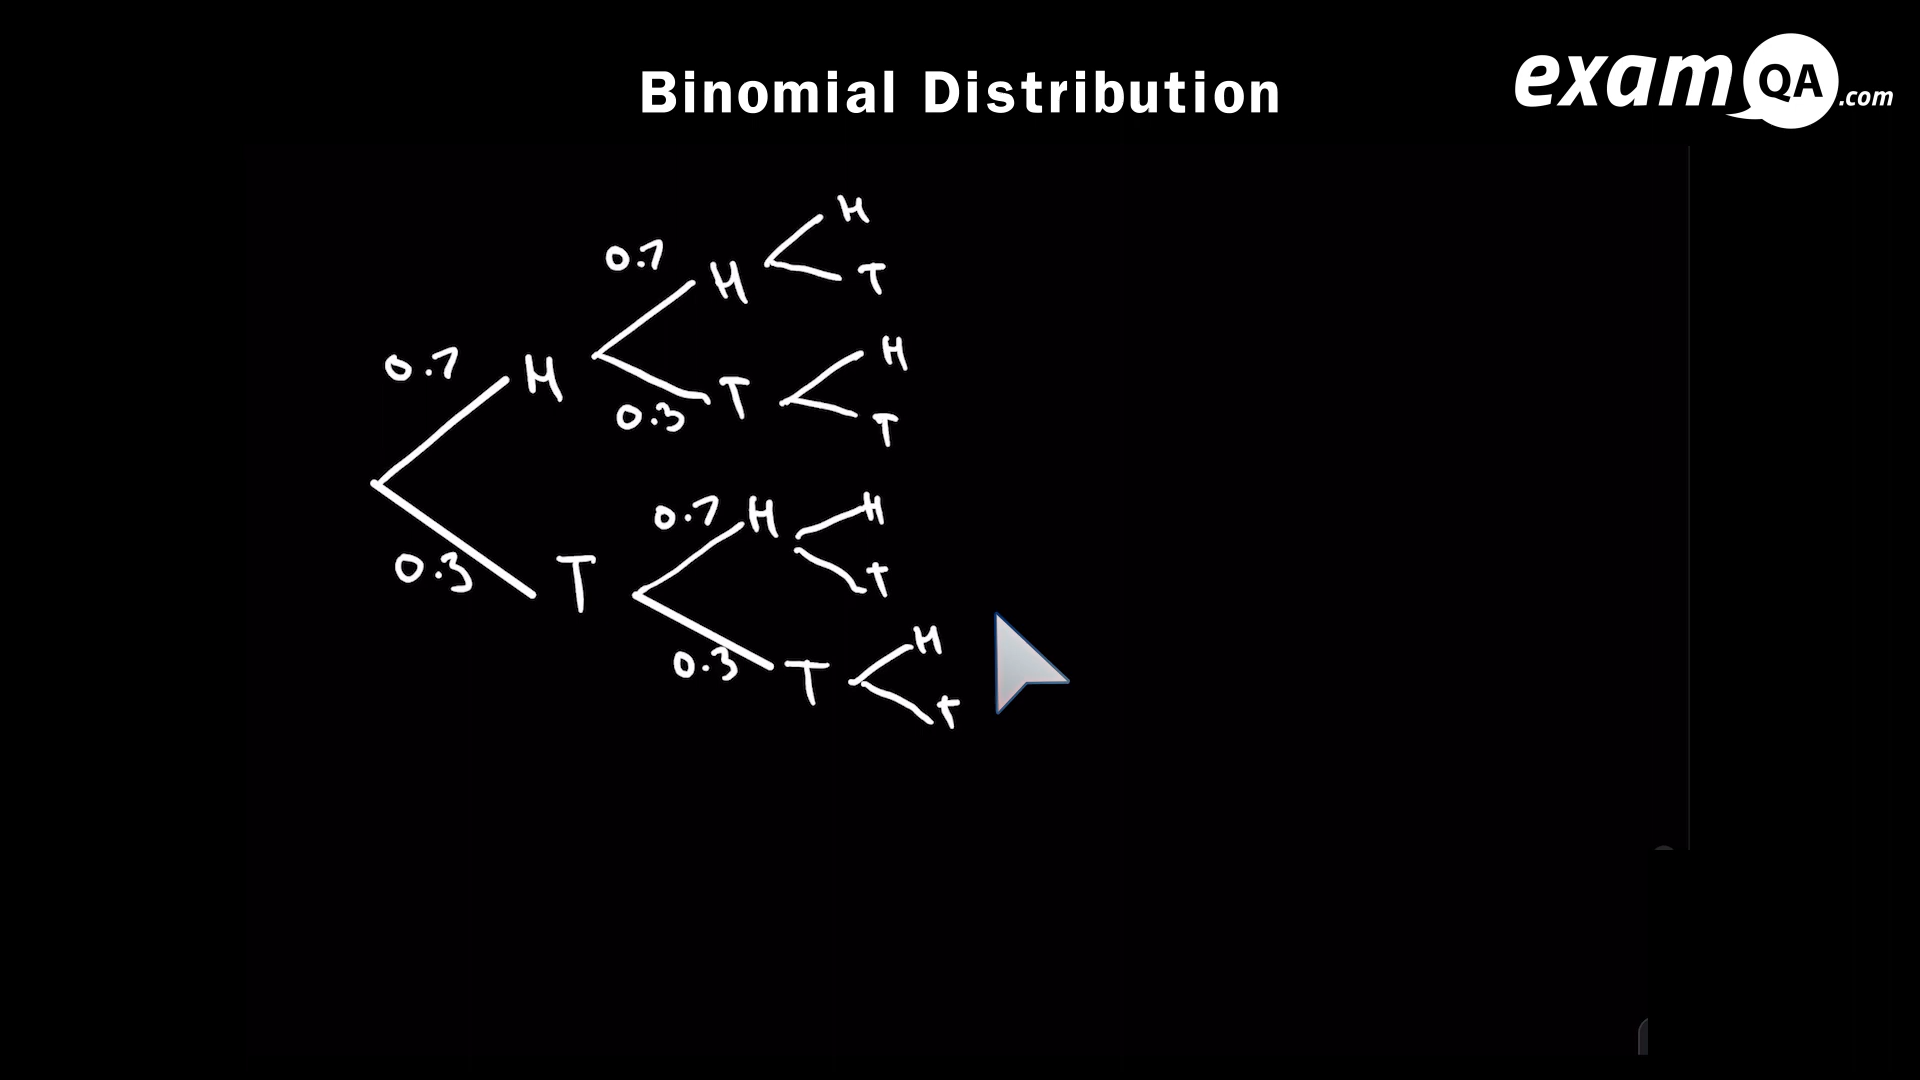 Binomial Distribution
examQA.com
H
0.7 H
T
0.7 H
H
0.3 T
T
0.7 H H
0.3 T
T
H
0.3 T
T